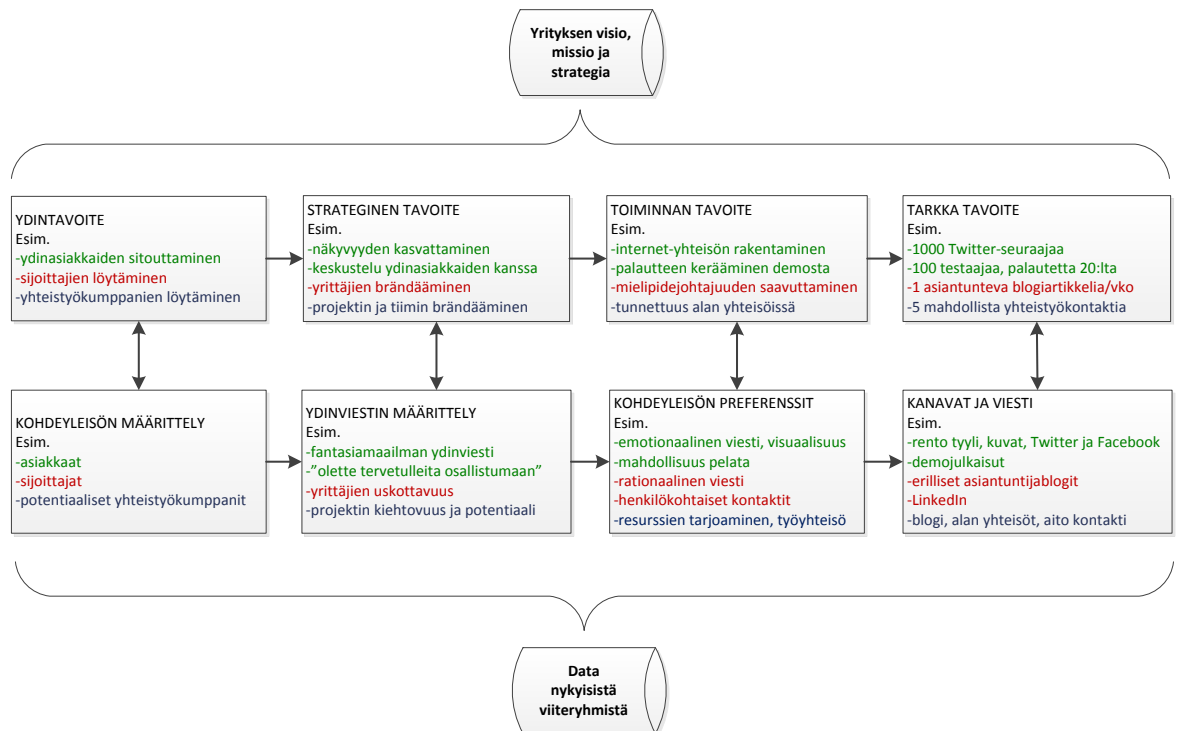 Yrityksen visio,
missio ja
strategia
YDINTAVOITE
Esim.
-ydinasiakkaiden sitouttaminen
-sijoittajien löytäminen
-yhteistyökumppanien löytäminen
STRATEGINEN TAVOITE
Esim.
-näkyvyyden kasvattaminen
-keskustelu ydinasiakkaiden kanssa
-yrittäjien brändääminen
-projektin ja tiimin brändääminen
TOIMINNAN TAVOITE
Esim.
-internet-yhteisön rakentaminen
-palautteen kerääminen demosta
-mielipidejohtajuuden saavuttaminen
-tunnettuus alan yhteisöissä
TARKKA TAVOITE
Esim.
-1000 Twitter-seuraajaa
-100 testaajaa, palautetta 20:lta
-1 asiantunteva blogiartikkelia/vko
-5 mahdollista yhteistyökontaktia
KOHDEYLEISÖN MÄÄRITTELY
Esim.
-asiakkaat
-sijoittajat
-potentiaaliset yhteistyökumppanit
YDINVIESTIN MÄÄRITTELY
Esim.
-fantasiamaailman ydinviesti
-”olette tervetulleita osallistumaan”
-yrittäjien uskottavuus
-projektin kiehtovuus ja potentiaali
KOHDEYLEISÖN PREFERENSSIT
Esim.
-emotionaalinen viesti, visuaalisuus
-mahdollisuus pelata
-rationaalinen viesti
-henkilökohtaiset kontaktit
-resurssien tarjoaminen, työyhteisö
KANAVAT JA VIESTI
Esim.
-rento tyyli, kuvat, Twitter ja Facebook
-demojulkaisut
-erilliset asiantuntijablogit
-LinkedIn
-blogi, alan yhteisöt, aito kontakti
Data
nykyisistä
viiteryhmistä